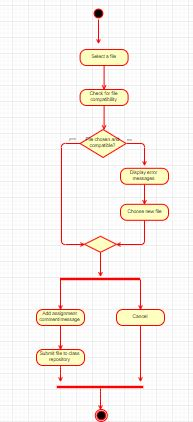 Select a file
Check for file
compatibility
File chosen and
compatible?
Display error
messages
Choose new file
Add assignment
comment/message
Cancel
Submit file to class
repository